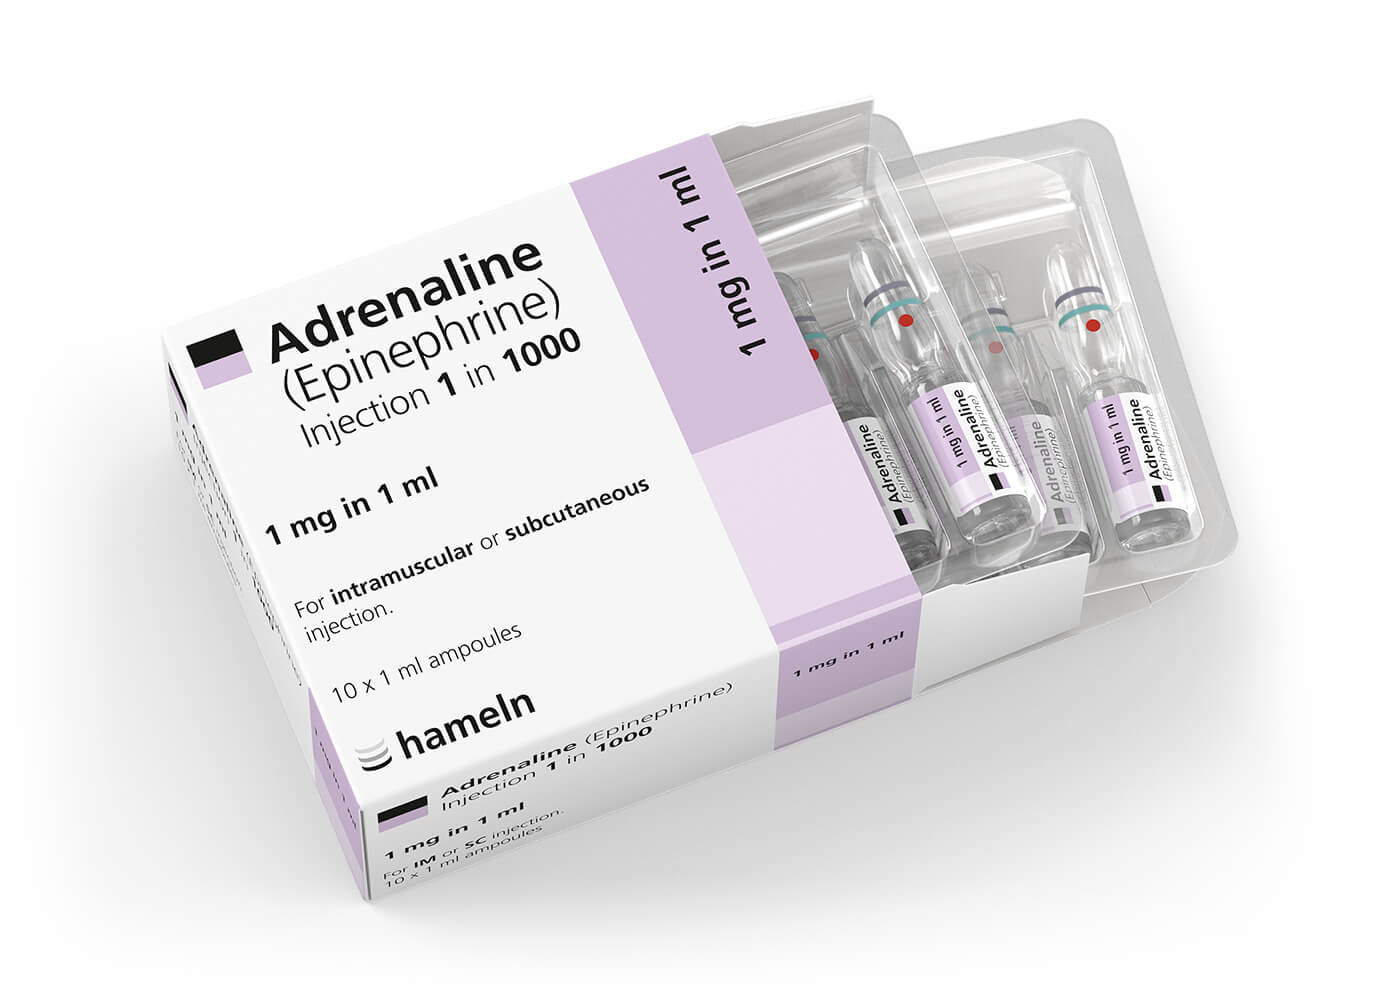 Adrenaline
(Epinephrine)
Injection 1 in 1000
1 mg in 1 ml
For intramuscular or subcutaneous
injection.
10 x 1 ml ampoules
hameln
1 mg in 1 ml
1 mg in 1 ml
Adrenaline (Epinephrine)
Injection 1 in 1000
1 mg in 1 ml
For IM or SC injection.
10 x 1 ml ampoules
Adrenaline
(Epinephrine)
1 mg in 1 ml
Adrenaline
(Epinephrine)
Adrenaline
(Epinephrine)
1 mg in 1 ml
Adrenaline
(Epinephrine)